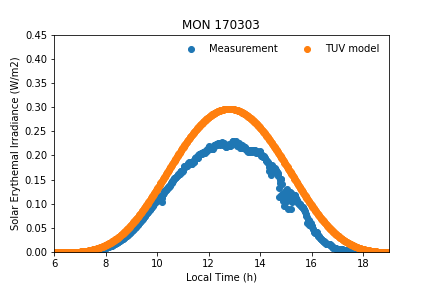 MON 170303
Measurement TUV model
0.45
0.40
0.35
0.30
0.25
0.20
0.15
0.10
0.05
0.00
Solar Erythemal Irradiance (W/m2)
6 8 10 12 14 16 18
Local Time (h)